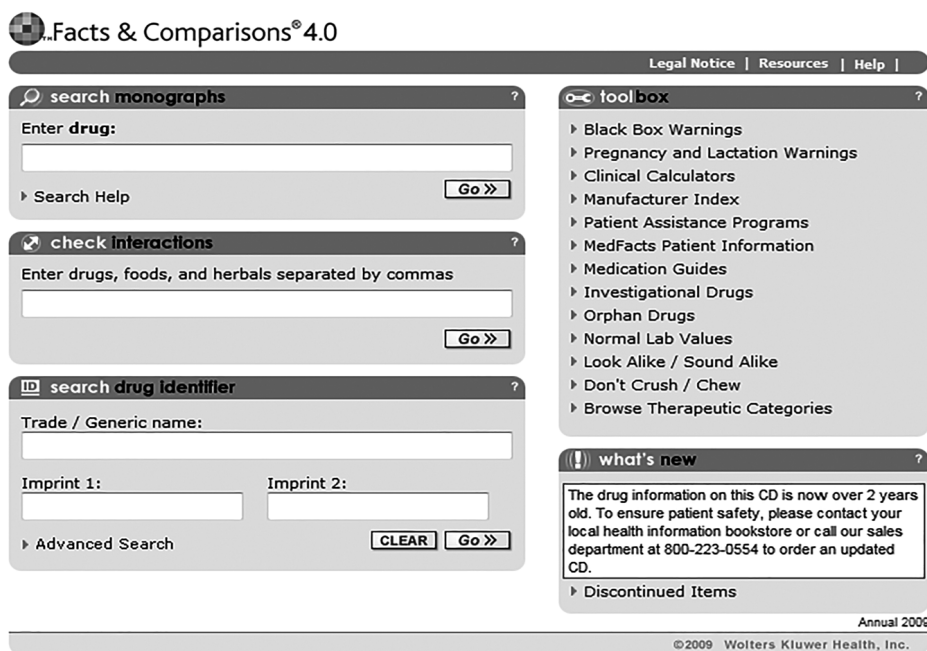 Facts & Comparisons® 4.0
Legal Notice | Resources | Help |
search monographs ?
Enter drug:
Go »
Search Help
check interactions ?
Enter drugs, foods, and herbals separated by commas
Go »
ID search drug identifier ?
Trade / Generic name:
Imprint 1: Imprint 2:
Advanced Search CLEAR Go »
toolbox ?
Black Box Warnings
Pregnancy and Lactation Warnings
Clinical Calculators
Manufacturer Index
Patient Assistance Programs
MedFacts Patient Information
Medication Guides
Investigational Drugs
Orphan Drugs
Normal Lab Values
Look Alike / Sound Alike
Don't Crush / Chew
Browse Therapeutic Categories
what's new ?
The drug information on this CD is now over 2 years
old. To ensure patient safety, please contact your
local health information bookstore or call our sales
department at 800-223-0554 to order an updated
CD.
Discontinued Items
Annual 2009
©2009 Wolters Kluwer Health, Inc.